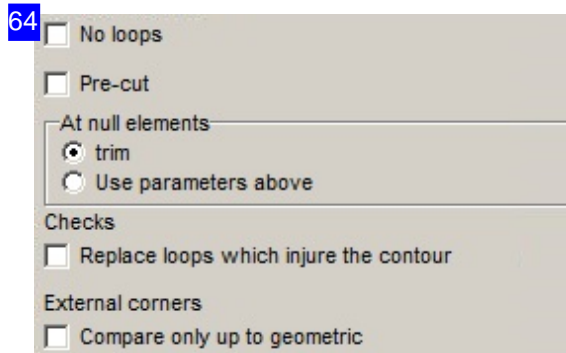 64
No loops
Pre-cut
At null elements
trim
Use parameters above
Checks
Replace loops which injure the contour
External corners
Compare only up to geometric